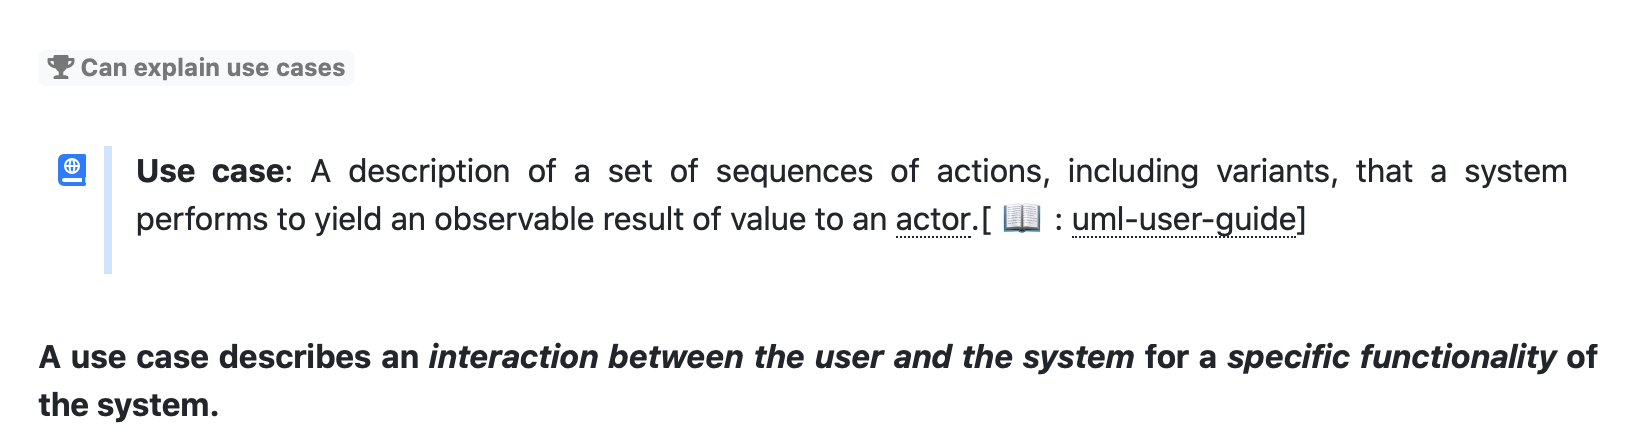 Can explain use cases
Use case: A description of a set of sequences of actions, including variants, that a system
performs to yield an observable result of value to an actor.[ 📖 : uml-user-guide]
A use case describes an interaction between the user and the system for a specific functionality of
the system.